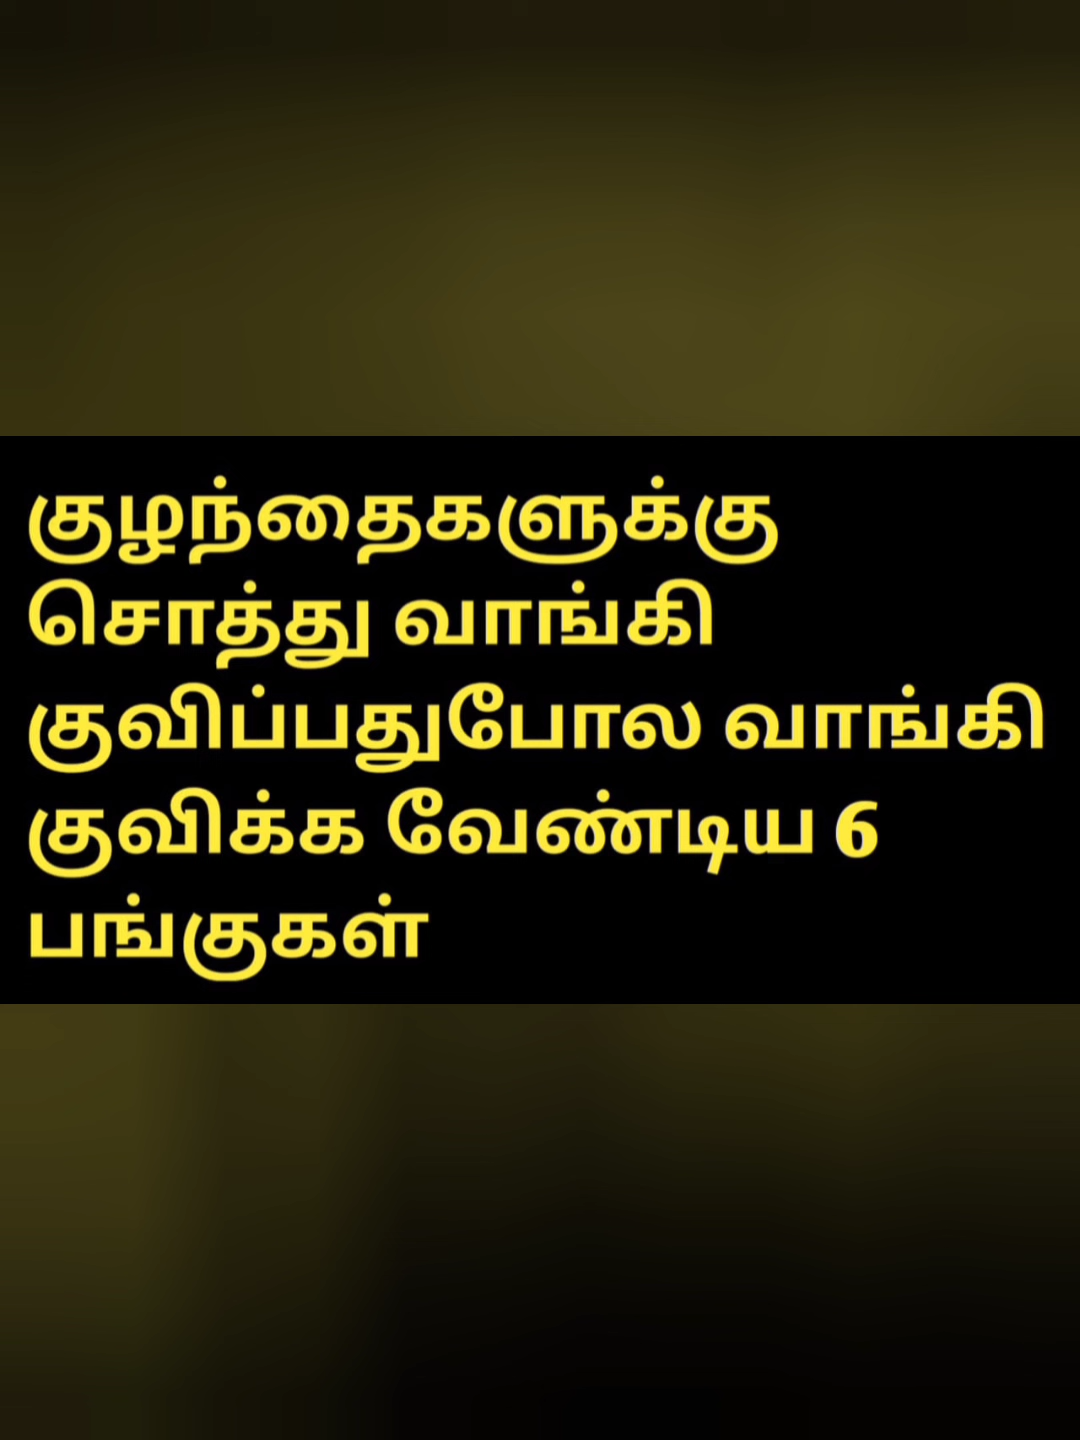 குழந்தைகளுக்கு
சொத்து வாங்கி
குவிப்பதுபோல வாங்கி
குவிக்க வேண்டிய 6
பங்குகள்